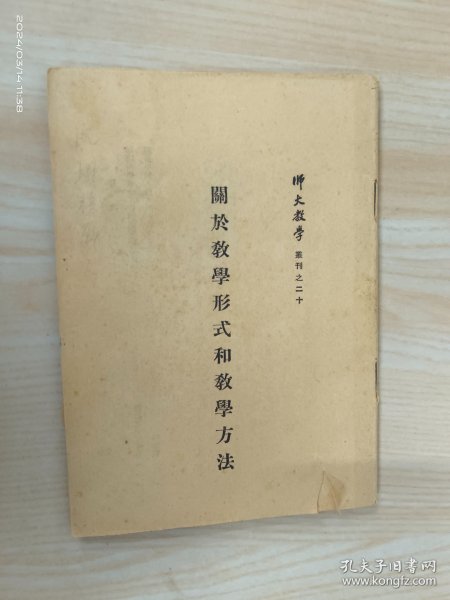 师大教學 叢刊之二十
關於教學形式和教學方法
2024/03/14 11:38
孔夫子旧书网
www.kongfz.com